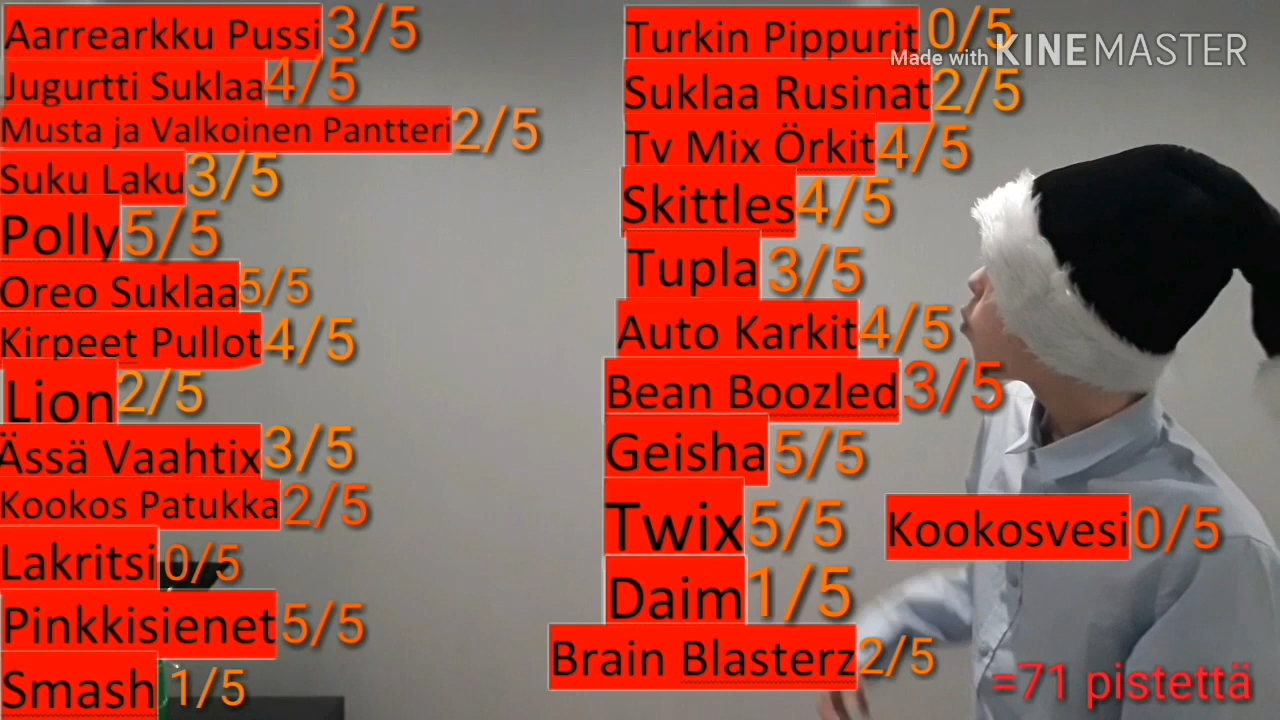 Aarrearkku Pussi 3/5
Jugurtti Suklaa 4/5
Musta ja Valkoinen Pantteri 2/5
Suku Laku 3/5
Polly 5/5
Oreo Suklaa 5/5
Kirpeet Pullot 4/5
Lion 2/5
Ässä Vaahtix 3/5
Kookos Patukka 2/5
Lakritsi 0/5
Pinkkisienet 5/5
Smash 1/5
Turkin Pippurit 0/5
Made with KINEMASTER
Suklaa Rusinat 2/5
Tv Mix Örkit 4/5
Skittles 4/5
Tupla 3/5
Auto Karkit 4/5
Bean Boozled 3/5
Geisha 5/5
Twix 5/5
Kookosvesi 0/5
Daim 1/5
Brain Blasterz 2/5
=71 pistettä